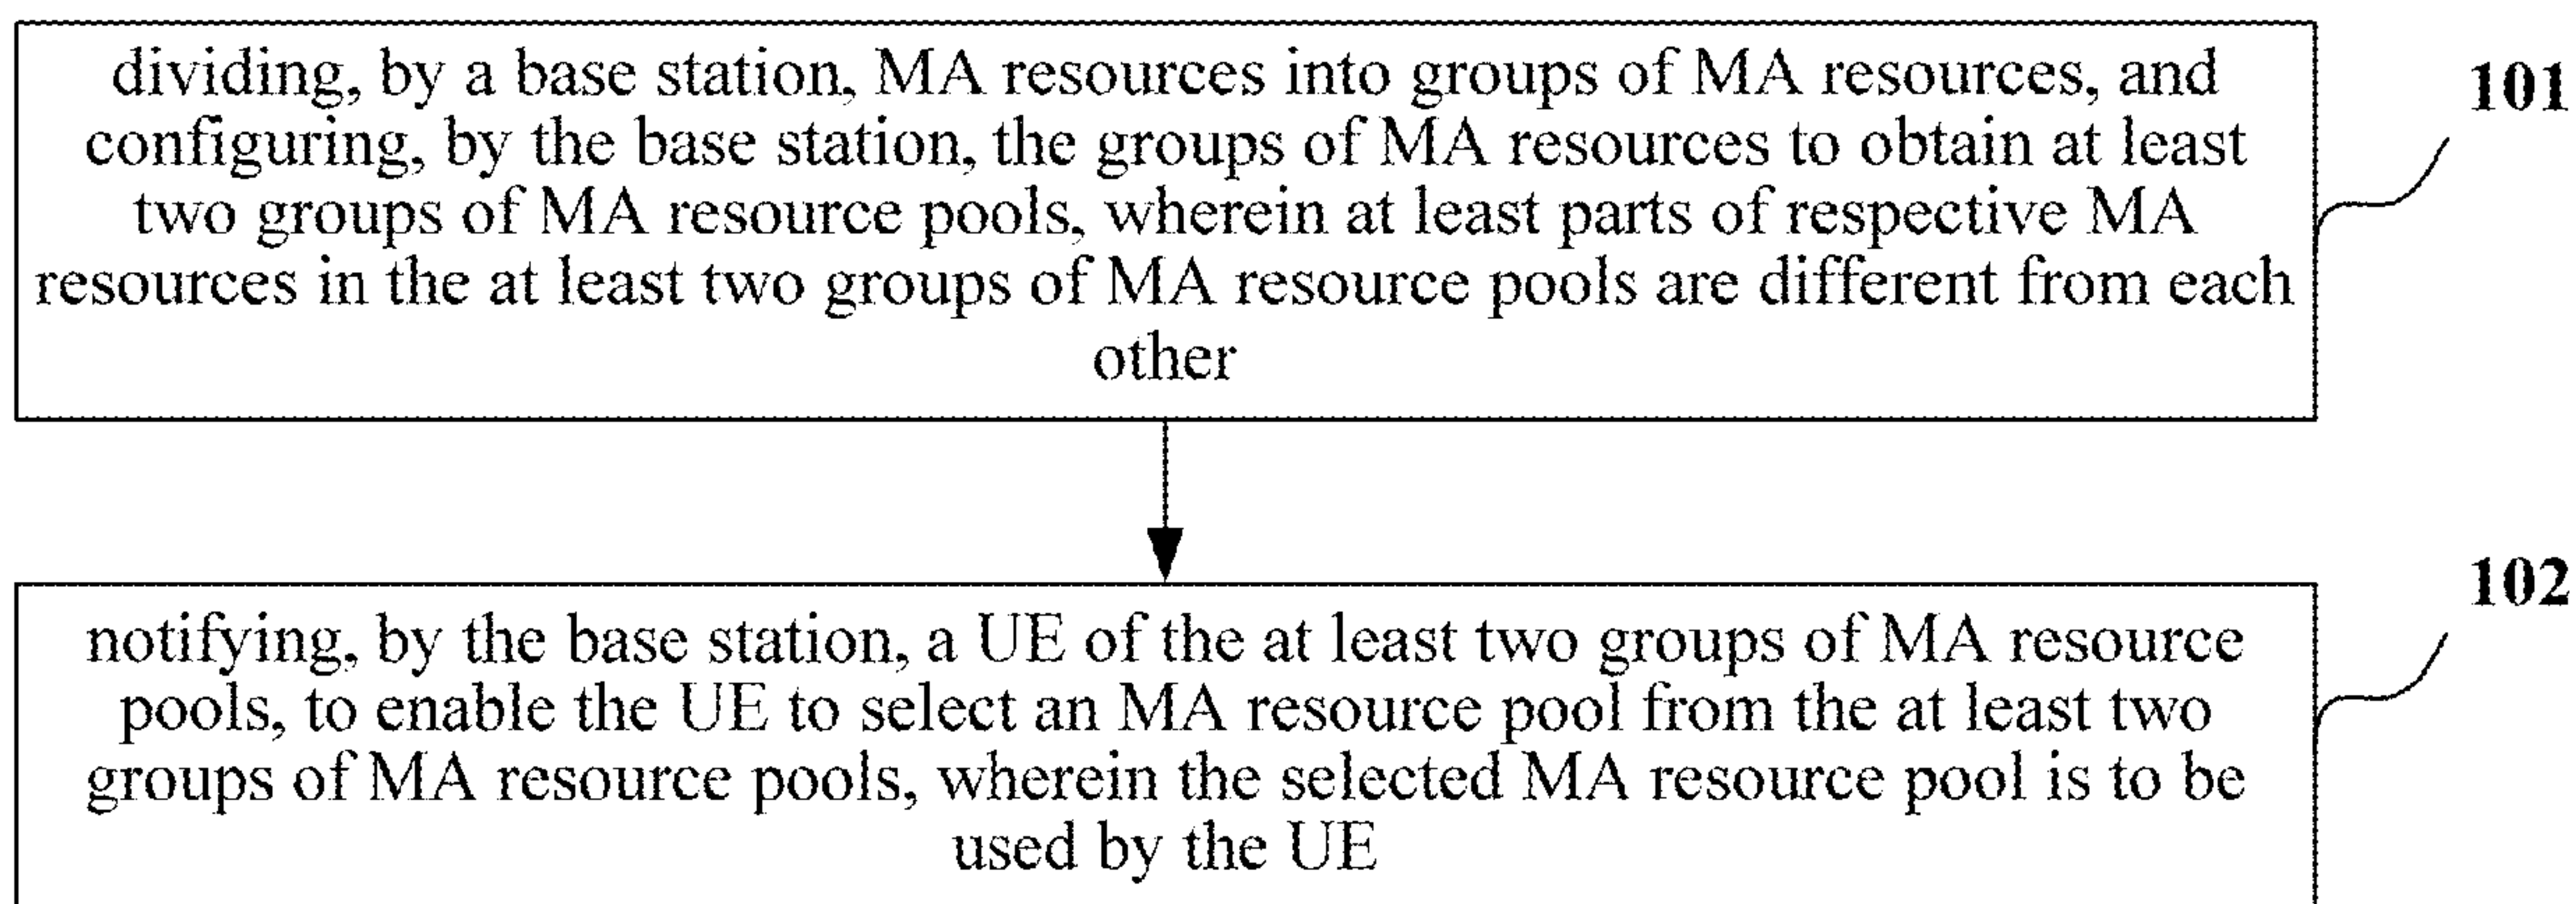 dividing, by a base station, MA resources into groups of MA resources, and
configuring, by the base station, the groups of MA resources to obtain at least
two groups of MA resource pools, wherein at least parts of respective MA
resources in the at least two groups of MA resource pools are different from each
other
101
notifying, by the base station, a UE of the at least two groups of MA resource
pools, to enable the UE to select an MA resource pool from the at least two
groups of MA resource pools, wherein the selected MA resource pool is to be
used by the UE
102